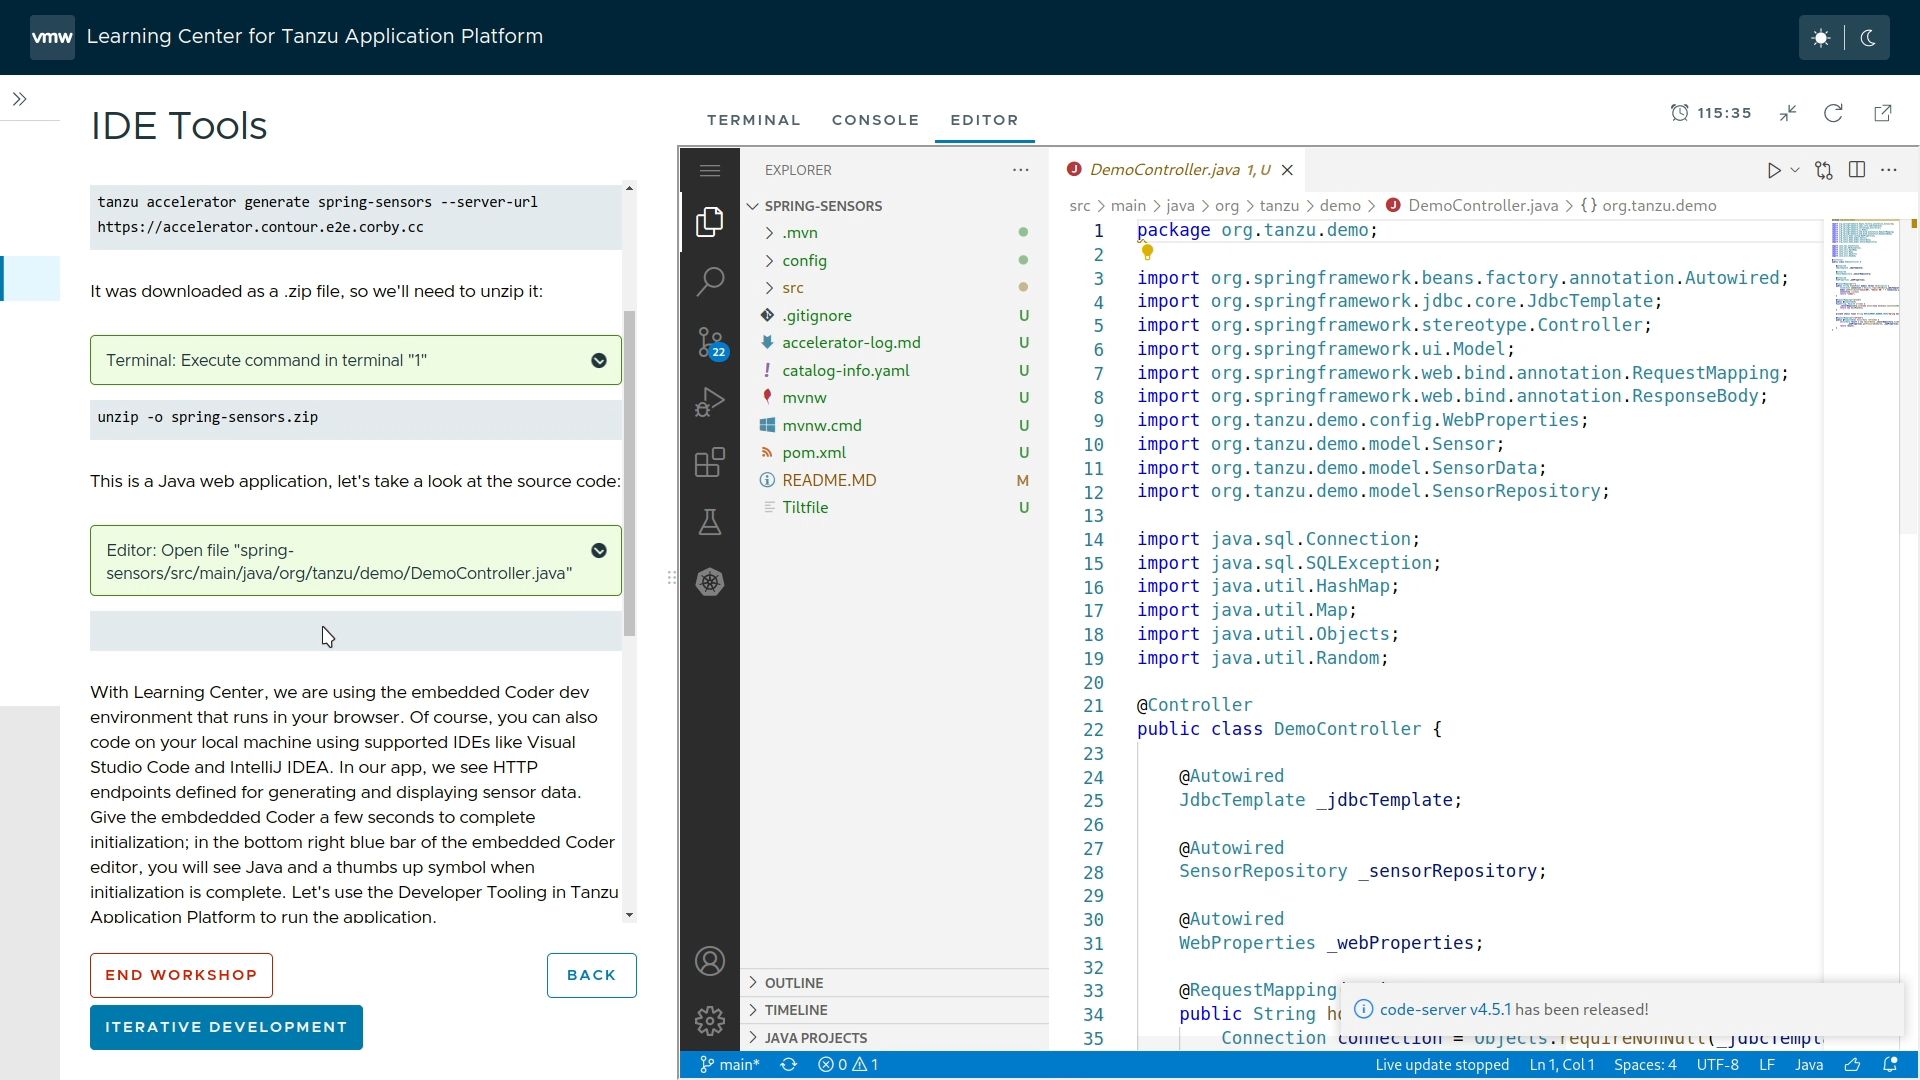 vmw Learning Center for Tanzu Application Platform
IDE Tools
tanzu accelerator generate spring-sensors --server-url
https://accelerator.contour.e2e.corby.cc
It was downloaded as a .zip file, so we'll need to unzip it:
Terminal: Execute command in terminal "1"
unzip -o spring-sensors.zip
This is a Java web application, let's take a look at the source code:
Editor: Open file "spring-
sensors/src/main/java/org/tanzu/demo/DemoController.java"
With Learning Center, we are using the embedded Coder dev
environment that runs in your browser. Of course, you can also
code on your local machine using supported IDEs like Visual
Studio Code and IntelliJ IDEA. In our app, we see HTTP
endpoints defined for generating and displaying sensor data.
Give the embdedded Coder a few seconds to complete
initialization; in the bottom right blue bar of the embedded Coder
editor, you will see Java and a thumbs up symbol when
initialization is complete. Let's use the Developer Tooling in Tanzu
Application Platform to run the application.
END WORKSHOP
BACK
ITERATIVE DEVELOPMENT
TERMINAL CONSOLE EDITOR
115:35
EXPLORER
SPRING-SENSORS
.mvn
config
src
.gitignore U
accelerator-log.md U
catalog-info.yaml U
mvnw U
mvnw.cmd U
pom.xml U
README.MD M
Tiltfile U
22
OUTLINE
TIMELINE
JAVA PROJECTS
DemoController.java 1, U
src > main > java > org > tanzu > demo > DemoController.java > {} org.tanzu.demo
1 package org.tanzu.demo;
2
3 import org.springframework.beans.factory.annotation.Autowired;
4 import org.springframework.jdbc.core.JdbcTemplate;
5 import org.springframework.stereotype.Controller;
6 import org.springframework.ui.Model;
7 import org.springframework.web.bind.annotation.RequestMapping;
8 import org.springframework.web.bind.annotation.ResponseBody;
9 import org.tanzu.demo.config.WebProperties;
10 import org.tanzu.demo.model.Sensor;
11 import org.tanzu.demo.model.SensorData;
12 import org.tanzu.demo.model.SensorRepository;
13
14 import java.sql.Connection;
15 import java.sql.SQLException;
16 import java.util.HashMap;
17 import java.util.Map;
18 import java.util.Objects;
19 import java.util.Random;
20
21 @Controller
22 public class DemoController {
23
24 @Autowired
25 JdbcTemplate _jdbcTemplate;
26
27 @Autowired
28 SensorRepository _sensorRepository;
29
30 @Autowired
31 WebProperties _webProperties;
32
33 @RequestMapping
34 public String
35 Connection connection = Objects.requireNonNull(_jdbcTempl
code-server v4.5.1 has been released!
main* 0 1
Live update stopped Ln 1, Col 1 Spaces: 4 UTF-8 LF Java